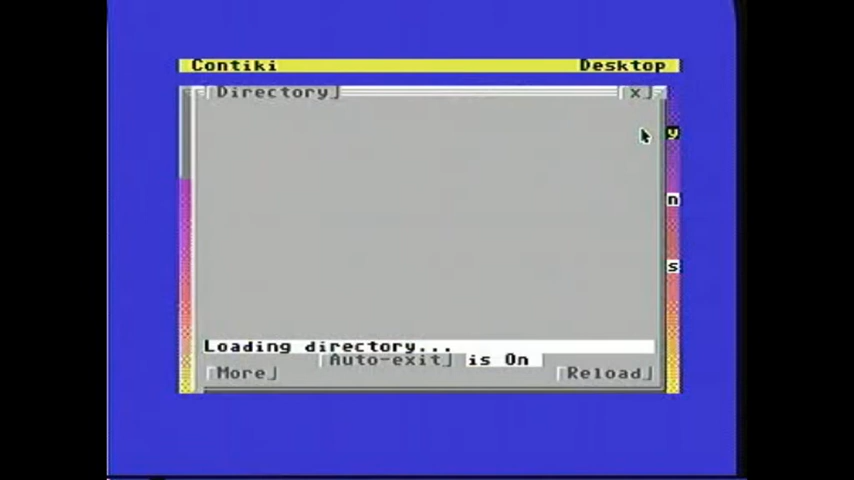 Contiki Desktop
Directory x
y
n
s
Loading directory...
Auto-exit is On
More Reload